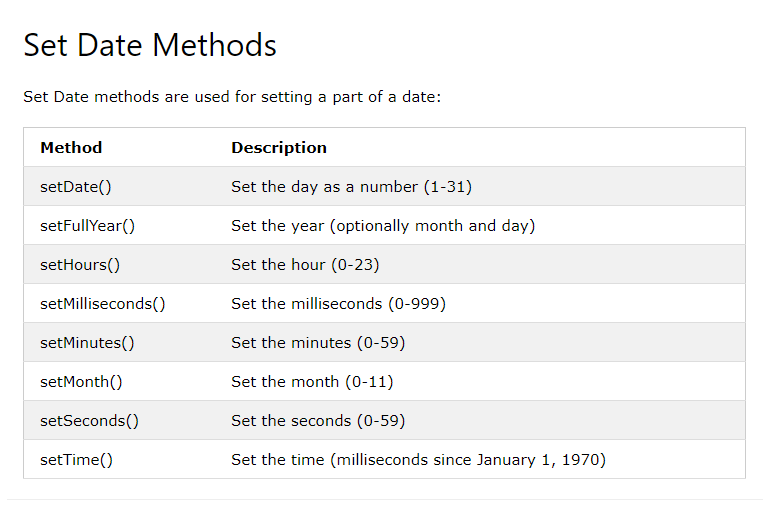 Set Date Methods
Set Date methods are used for setting a part of a date:
Method Description
setDate() Set the day as a number (1-31)
setFullYear() Set the year (optionally month and day)
setHours() Set the hour (0-23)
setMilliseconds() Set the milliseconds (0-999)
setMinutes() Set the minutes (0-59)
setMonth() Set the month (0-11)
setSeconds() Set the seconds (0-59)
setTime() Set the time (milliseconds since January 1, 1970)